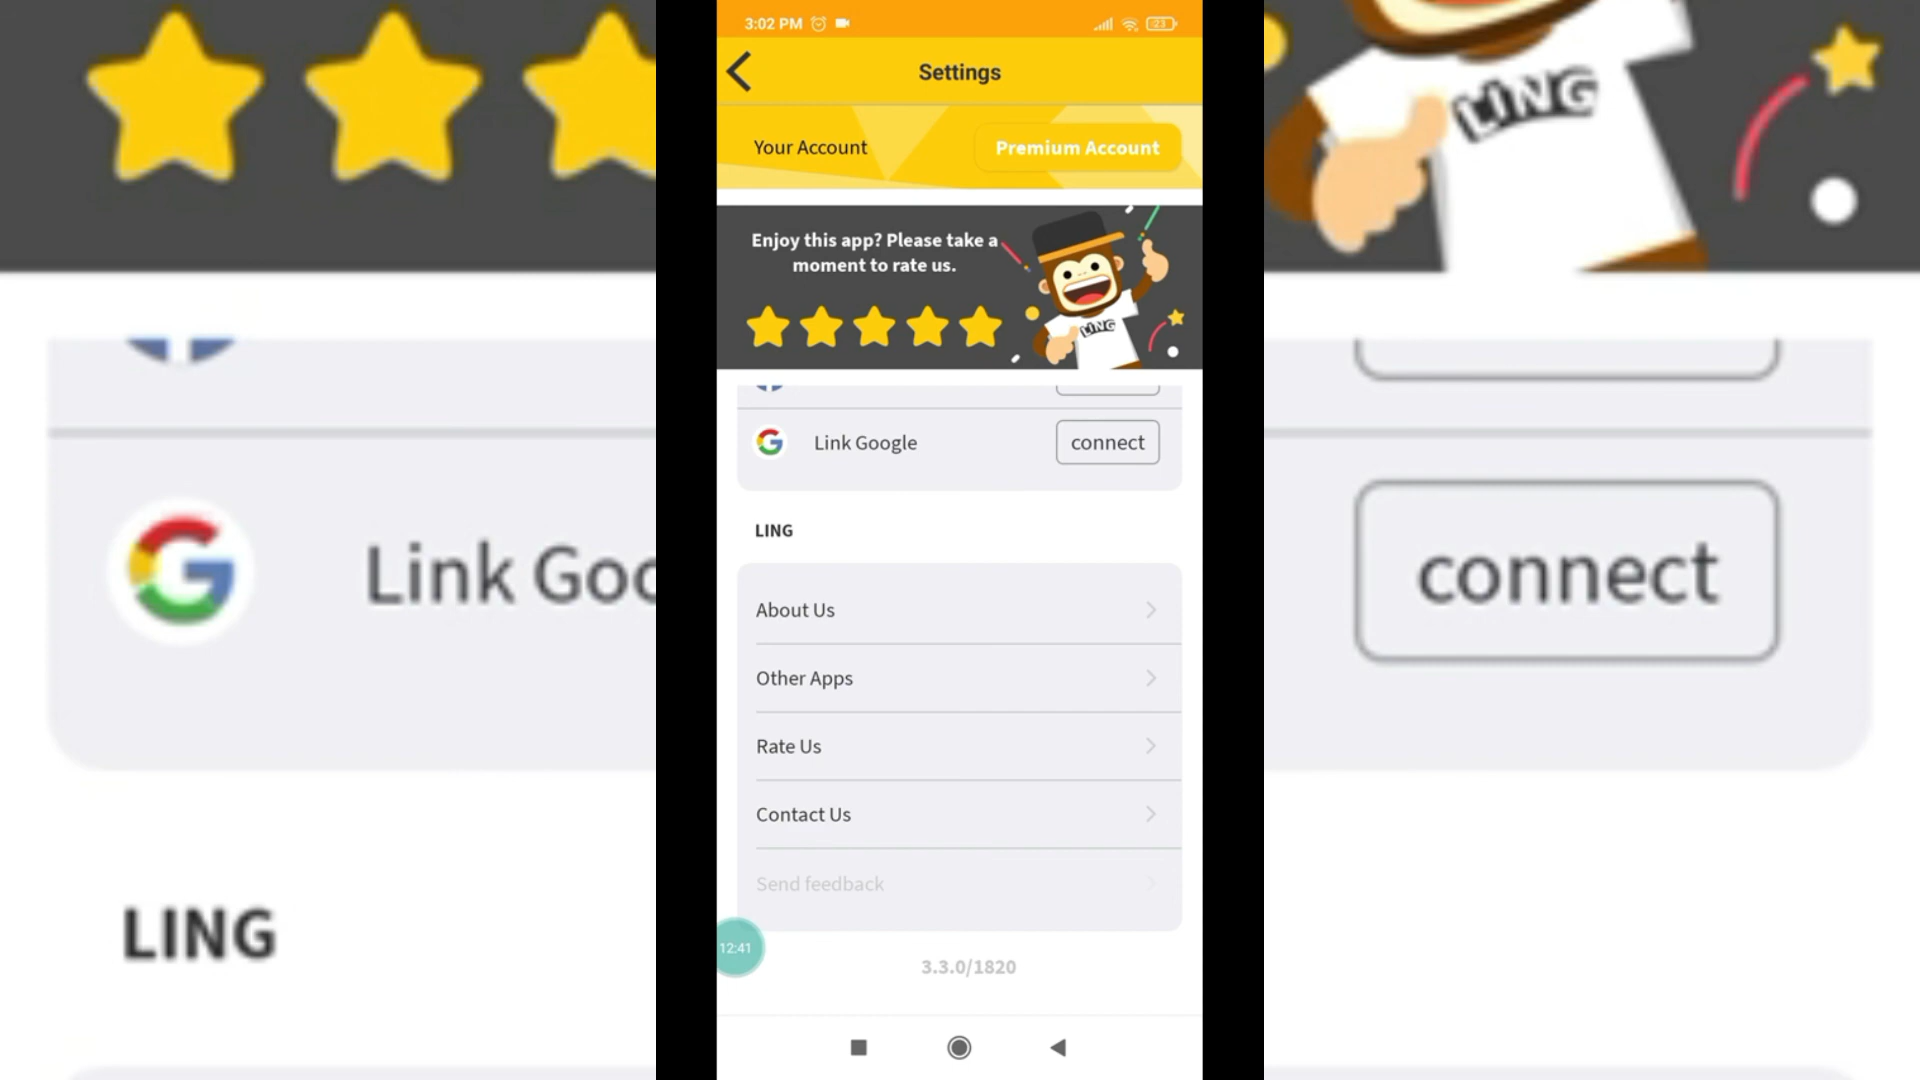 3:02 PM
23
Settings
Your Account
Premium Account
Enjoy this app? Please take a
moment to rate us.
LING
Link Google
connect
LING
About Us
Other Apps
Rate Us
Contact Us
Send feedback
12:41
3.3.0/1820
LING
Link Goo
connect
LING